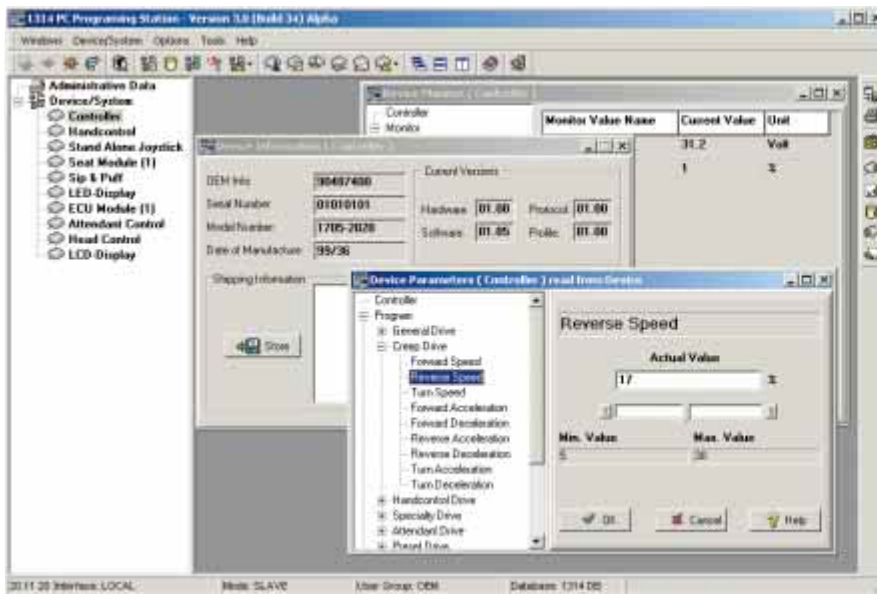 1314 PC Programing Station - Version 3.0 (Build 34) Alpha
Windows Device/System Options Tools Help
Administrative Data
Device/System
Controller
Handcontrol
Stand Alone Joystick
Seat Module (1)
Sip & Puff
LED-Display
ECU Module (1)
Attendant Control
Head Control
LCD-Display
Device Monitor ( Controller )
Controller
Monitor
Monitor Value Name Current Value Unit
31.2 Volt
1 %
Device Information ( Controller )
OEM Info
Serial Number 01010101
Model Number 1705-2020
Date of Manufacture 99/36
Current Versions
Hardware 01.00 Protocol 01.00
Software 01.05 Profile 01.00
Shipping Information
Store
Device Parameters ( Controller ) read from Device
Controller
Program
General Drive
Creep Drive
Forward Speed
Reverse Speed
Turn Speed
Forward Acceleration
Forward Deceleration
Reverse Acceleration
Reverse Deceleration
Turn Acceleration
Turn Deceleration
Handcontrol Drive
Specialty Drive
Attendant Drive
Reverse Speed
Actual Value
17 %
Min. Value Max. Value
5
OK Cancel Help
Interface: LOCAL Mode: SLAVE User Group: OEM Database: 1314.DB